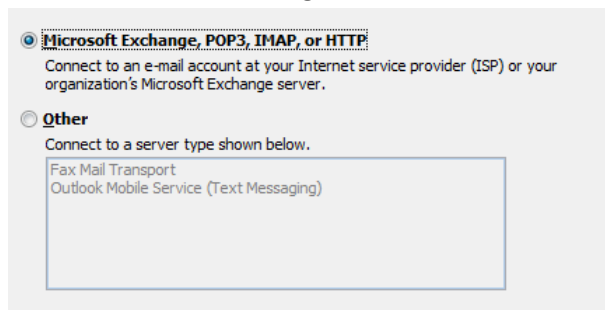 Microsoft Exchange, POP3, IMAP, or HTTP
Connect to an e-mail account at your Internet service provider (ISP) or your
organization's Microsoft Exchange server.
Other
Connect to a server type shown below.
Fax Mail Transport
Outlook Mobile Service (Text Messaging)